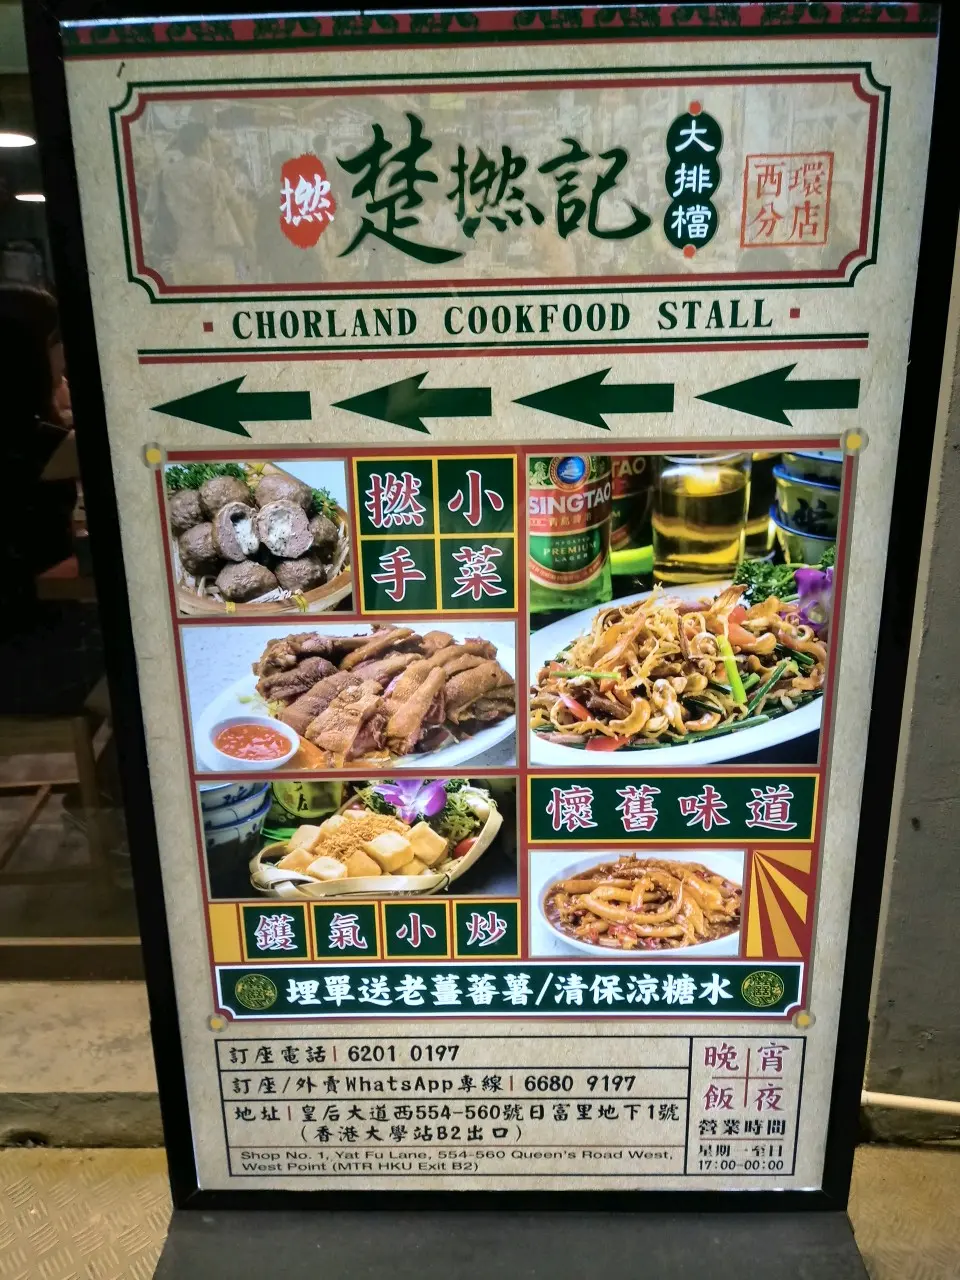 撚
楚撚記
大排檔
西環
分店
CHORLAND COOKFOOD STALL
撚小
手菜
TSINGTAO
青島啤酒
IMPORTED
PREMIUM
LAGER
懷舊味道
鑊氣小炒
埋單送老薑蕃薯/清保涼糖水
訂座電話 | 6201 0197
訂座/外賣WhatsApp專線 | 6680 9197
地址 | 皇后大道西554-560號日富里地下1號
(香港大學站B2出口)
Shop No. 1, Yat Fu Lane, 554-560 Queen's Road West,
West Point (MTR HKU Exit B2)
晚宵
飯夜
營業時間
星期一至日
17:00-00:00